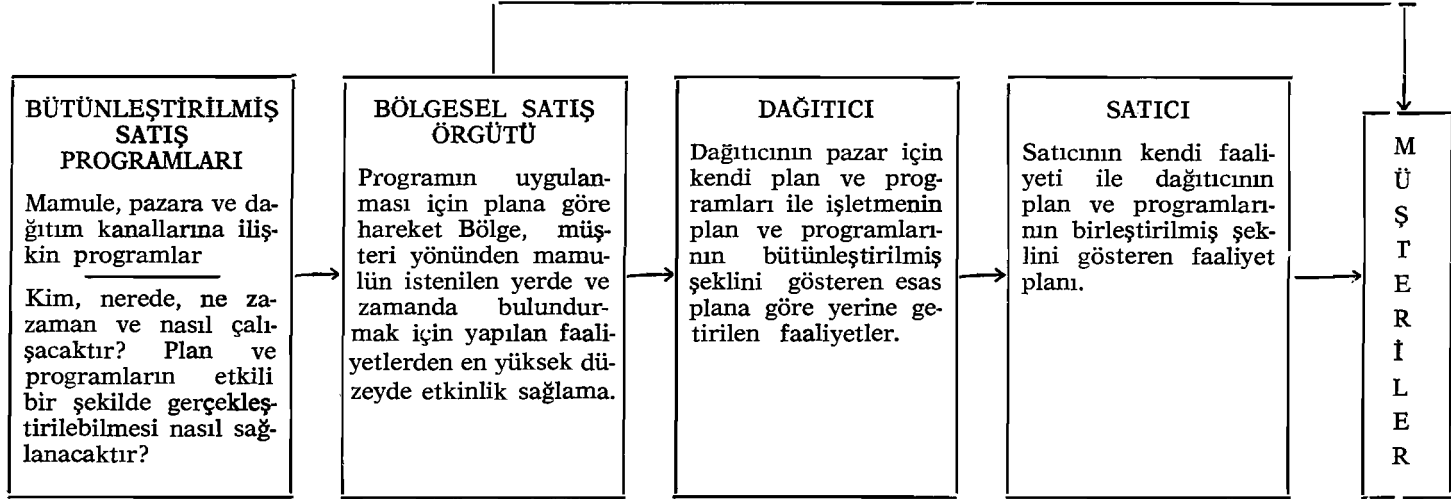 BÜTÜNLEŞTİRİLMİŞ
SATIŞ
PROGRAMLARI
Mamule, pazara ve da-
ğıtım kanallarına iliş-
kin programlar
Kim, nerede, ne za-
zaman ve nasıl çalı-
şacaktır? Plan ve
programların etkili
bir şekilde gerçekleş-
tirilebilmesi nasıl sağ-
lanacaktır?
BÖLGESEL SATIŞ
ÖRGÜTÜ
Programın uygulan-
ması için plana göre
hareket Bölge, müş-
teri yönünden mamu-
lün istenilen yerde ve
zamanda bulundur-
mak için yapılan faali-
yetlerden en yüksek dü-
zeyde etkinlik sağlama.
DAĞITICI
Dağıtıcının pazar için
kendi plan ve prog-
ramları ile işletmenin
plan ve programları-
nın bütünleştirilmiş
şeklini gösteren esas
plana göre yerine ge-
tirilen faaliyetler.
SATICI
Satıcının kendi faali-
yeti ile dağıtıcının
plan ve programları-
nın birleştirilmiş şek-
lini gösteren faaliyet
planı.
M
Ü
Ş
T
E
R
İ
L
E
R